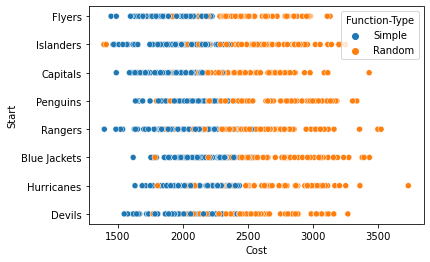 Flyers
Islanders
Capitals
Penguins
Rangers
Blue Jackets
Hurricanes
Devils
Start
Function-Type
Simple
Random
1500 2000 2500 3000 3500
Cost